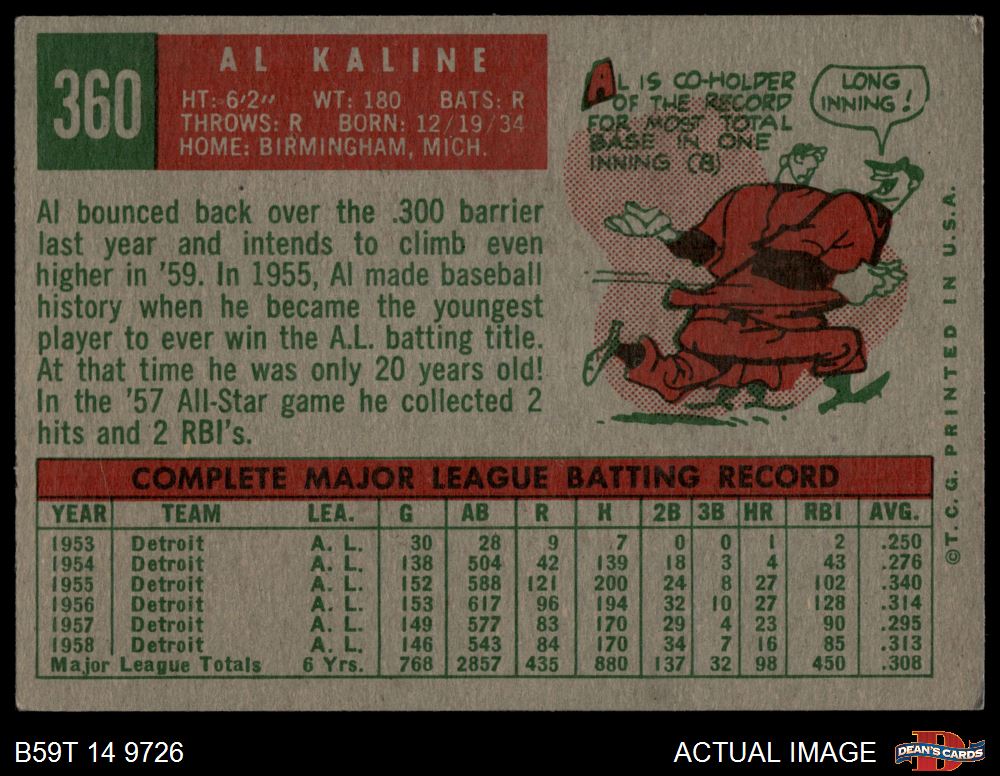 360
AL KALINE
HT: 6'2" WT: 180 BATS: R
THROWS: R BORN: 12/19/34
HOME: BIRMINGHAM, MICH.
AL IS CO-HOLDER
OF THE RECORD
FOR MOST TOTAL
BASE IN ONE
INNING (8)
LONG
INNING!
Al bounced back over the .300 barrier
last year and intends to climb even
higher in '59. In 1955, Al made baseball
history when he became the youngest
player to ever win the A.L. batting title.
At that time he was only 20 years old!
In the '57 All-Star game he collected 2
hits and 2 RBI's.
COMPLETE MAJOR LEAGUE BATTING RECORD
YEAR TEAM LEA. G AB R H 2B 3B HR RBI AVG.
1953 Detroit A. L. 30 28 9 7 0 0 1 2 .250
1954 Detroit A. L. 138 504 42 139 18 3 4 43 .276
1955 Detroit A. L. 152 588 121 200 24 8 27 102 .340
1956 Detroit A. L. 153 617 96 194 32 10 27 128 .314
1957 Detroit A. L. 149 577 83 170 29 4 23 90 .295
1958 Detroit A. L. 146 543 84 170 34 7 16 85 .313
Major League Totals 6 Yrs. 768 2857 435 880 137 32 98 450 .308
©T.C.G. PRINTED IN U.S.A.
B59T 14 9726
ACTUAL IMAGE
DEAN'S CARDS